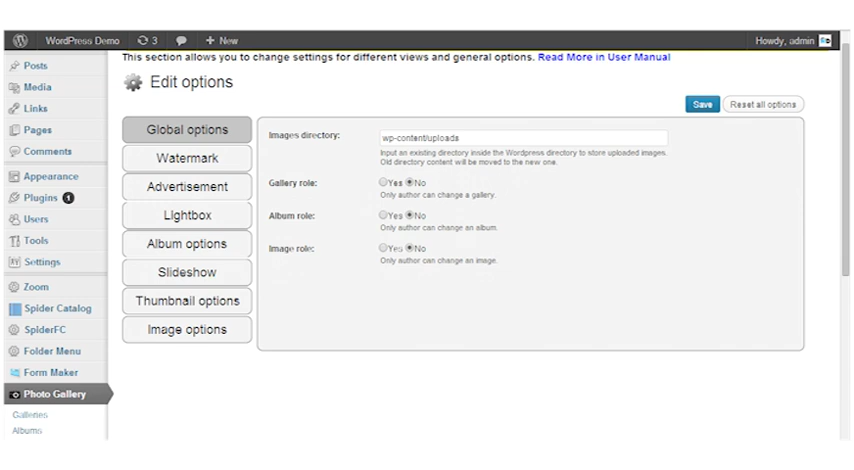 WordPress Demo 3 + New Howdy, admin
This section allows you to change settings for different views and general options. Read More in User Manual
Edit options
Save Reset all options
Posts
Media
Links
Pages
Comments
Appearance
Plugins 1
Users
Tools
Settings
Zoom
Spider Catalog
SpiderFC
Folder Menu
Form Maker
Photo Gallery
Galleries
Albums
Global options
Watermark
Advertisement
Lightbox
Album options
Slideshow
Thumbnail options
Image options
Images directory: wp-content/uploads
Input an existing directory inside the Wordpress directory to store uploaded images.
Old directory content will be moved to the new one.
Gallery role: Yes No
Only author can change a gallery.
Album role: Yes No
Only author can change an album.
Image role: Yes No
Only author can change an image.